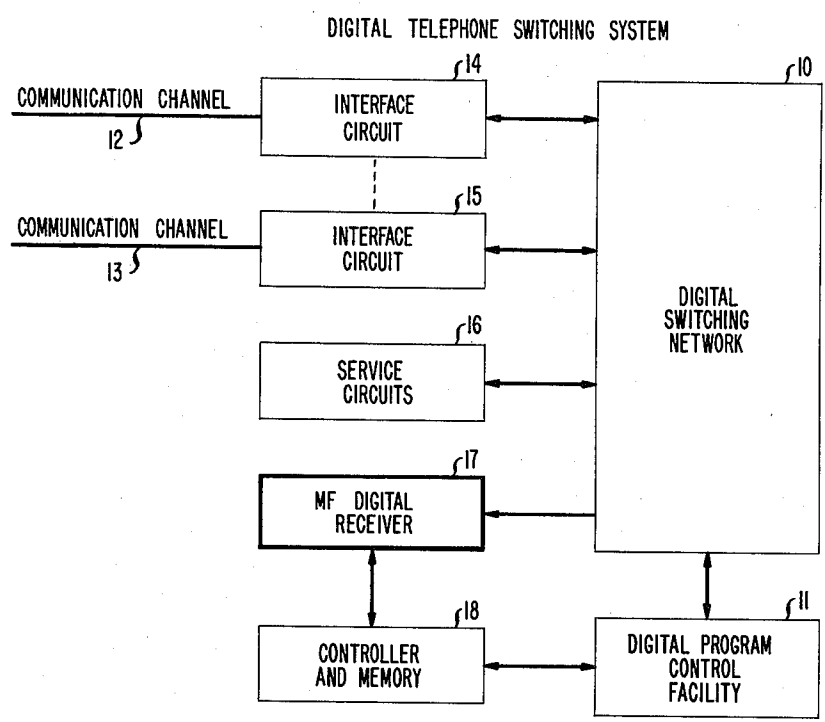 DIGITAL TELEPHONE SWITCHING SYSTEM
14
10
COMMUNICATION CHANNEL
12
INTERFACE
CIRCUIT
15
COMMUNICATION CHANNEL
13
INTERFACE
CIRCUIT
DIGITAL
SWITCHING
NETWORK
16
SERVICE
CIRCUITS
17
MF DIGITAL
RECEIVER
18
11
CONTROLLER
AND MEMORY
DIGITAL PROGRAM
CONTROL
FACILITY